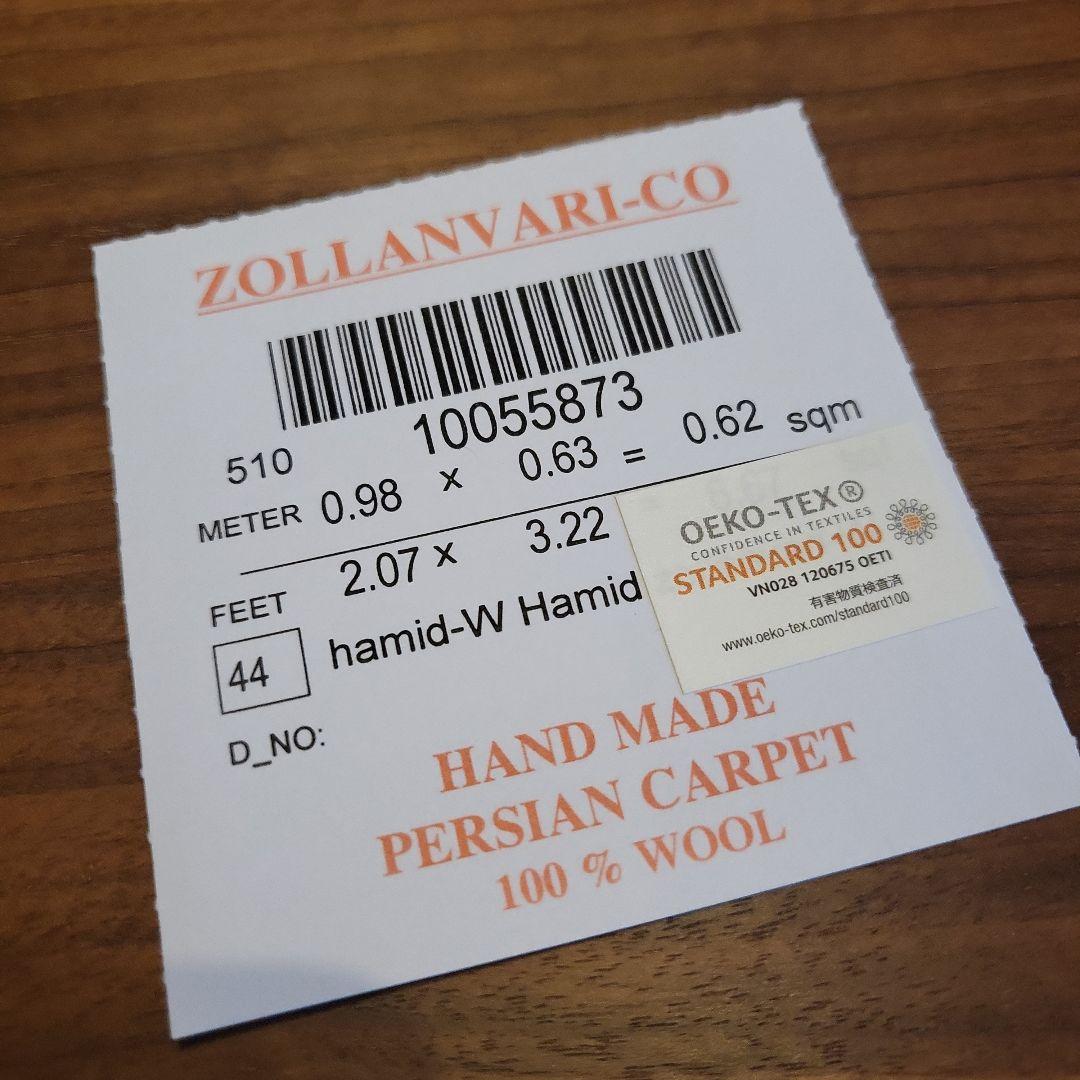 ZOLLANVARI-CO
10055873
510
METER 0.98 x 0.63 = 0.62 sqm
FEET 2.07 x 3.22 =
44 hamid-W Hamid
D_NO:
OEKO-TEX®
CONFIDENCE IN TEXTILES
STANDARD 100
VN028 120675 OETI
有害物質検査済
www.oeko-tex.com/standard100
HAND MADE
PERSIAN CARPET
100 % WOOL